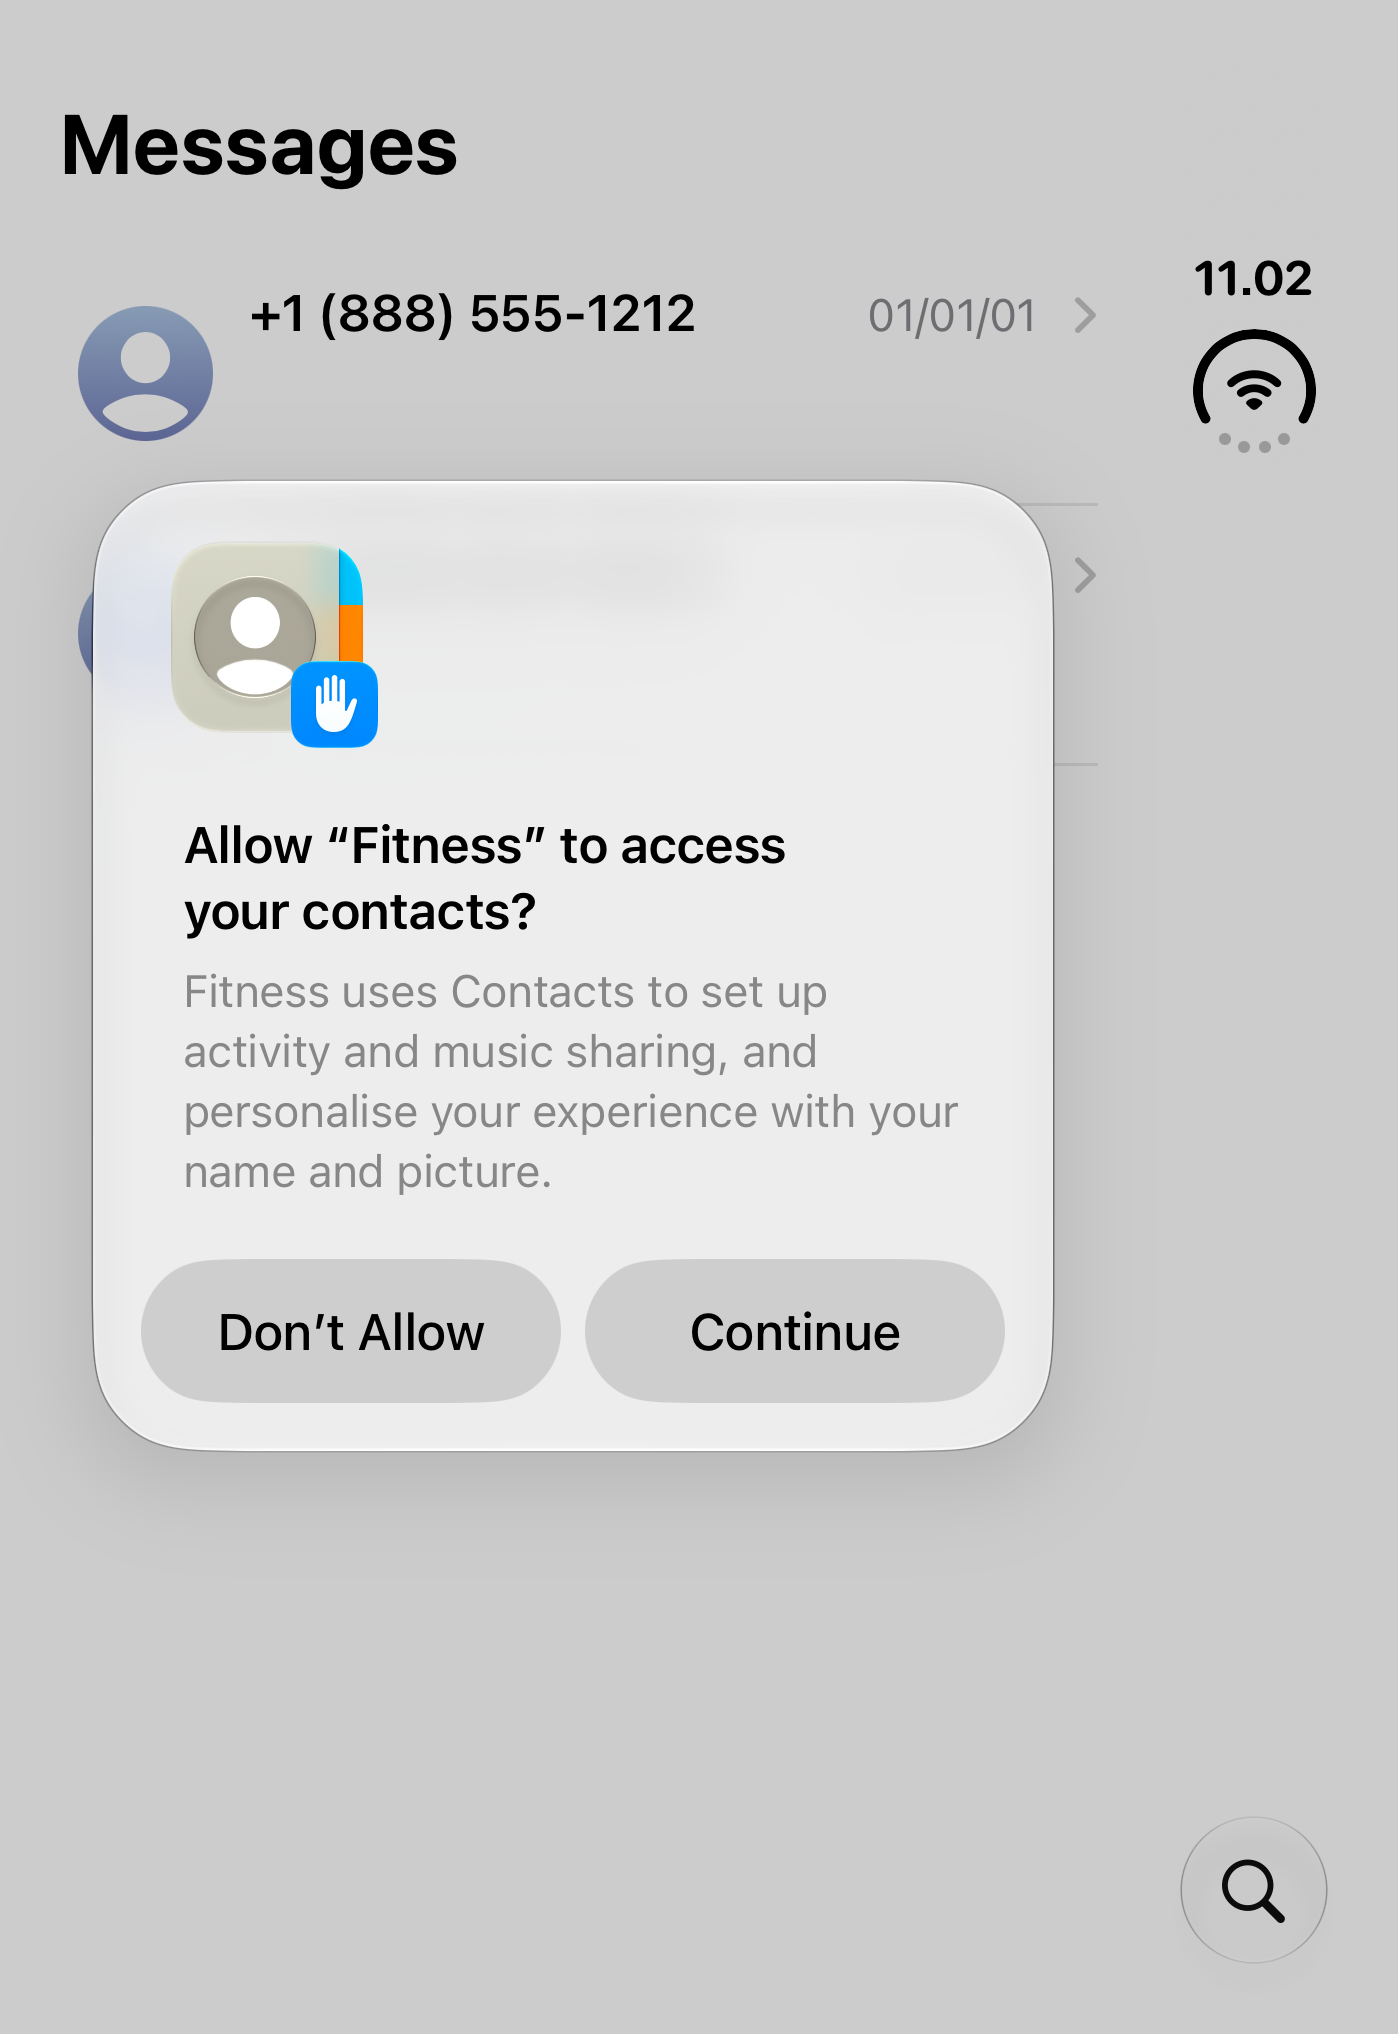 Messages
11.02
+1 (888) 555-1212
01/01/01
Allow “Fitness” to access
your contacts?
Fitness uses Contacts to set up
activity and music sharing, and
personalise your experience with your
name and picture.
Don’t Allow
Continue